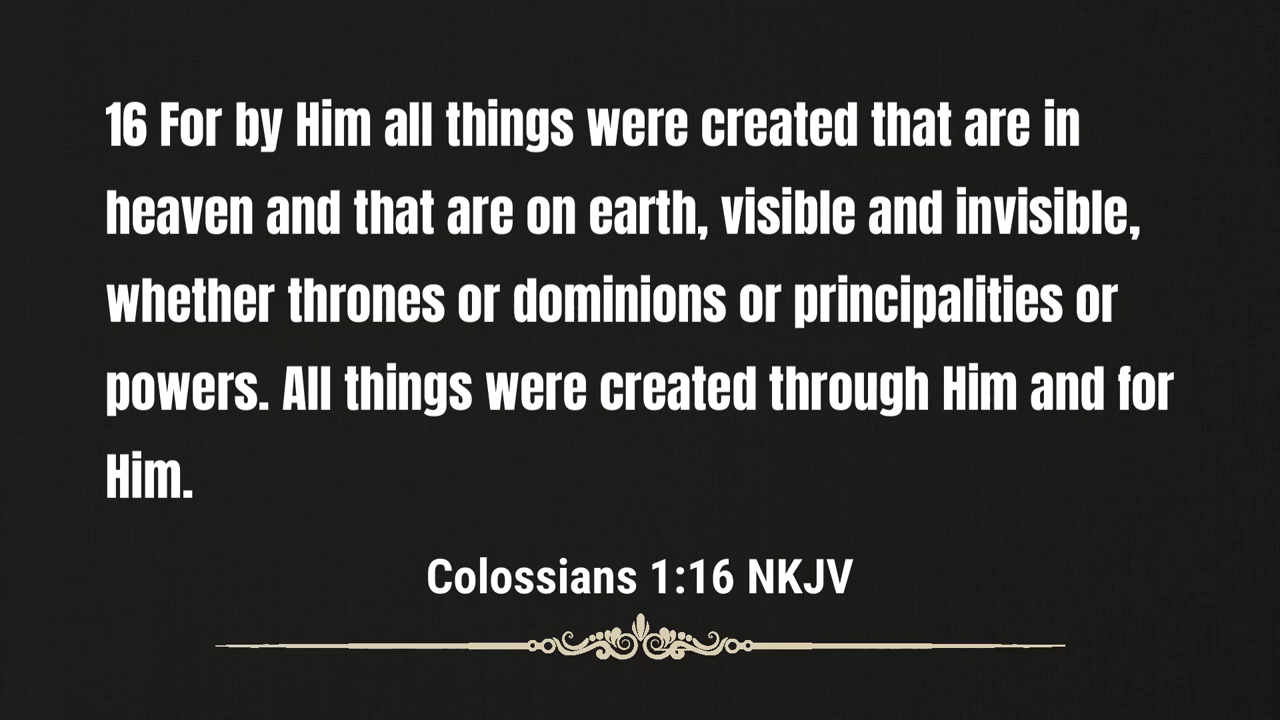 16 For by Him all things were created that are in
heaven and that are on earth, visible and invisible,
whether thrones or dominions or principalities or
powers. All things were created through Him and for
Him.
Colossians 1:16 NKJV